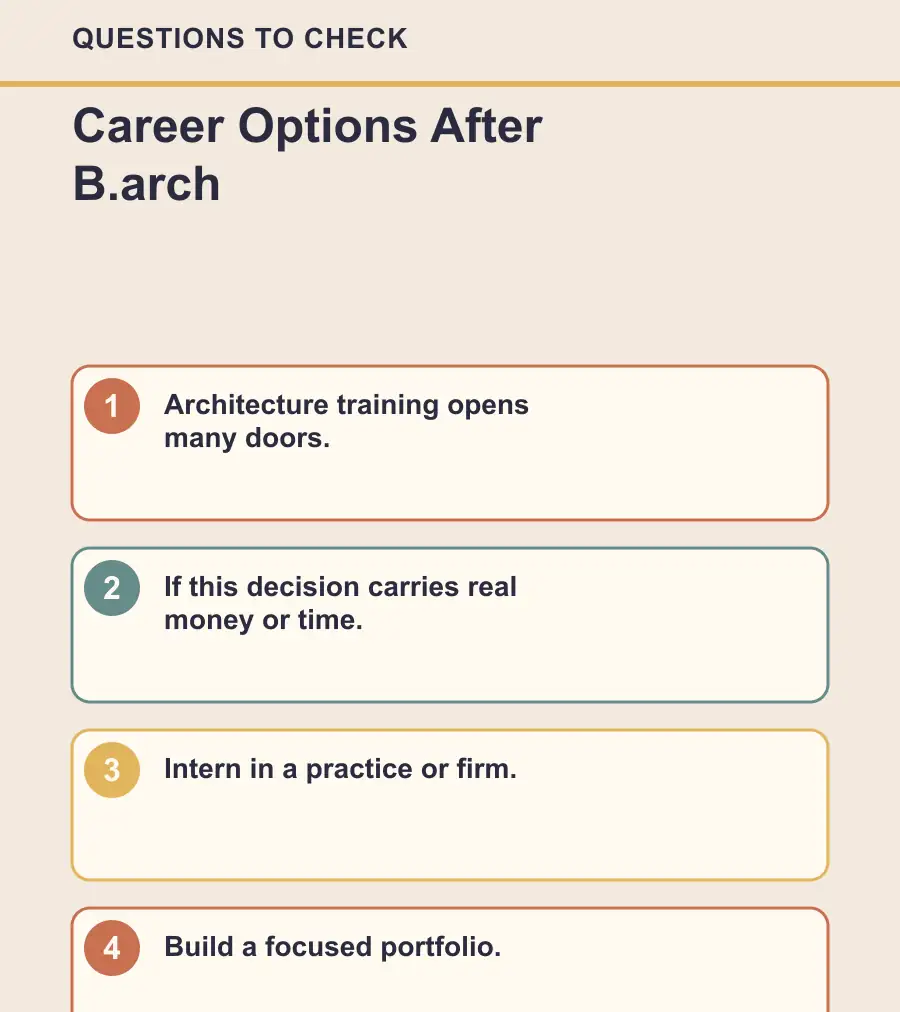 QUESTIONS TO CHECK
Career Options After
B.arch
1
Architecture training opens
many doors.
2
If this decision carries real
money or time.
3
Intern in a practice or firm.
4
Build a focused portfolio.